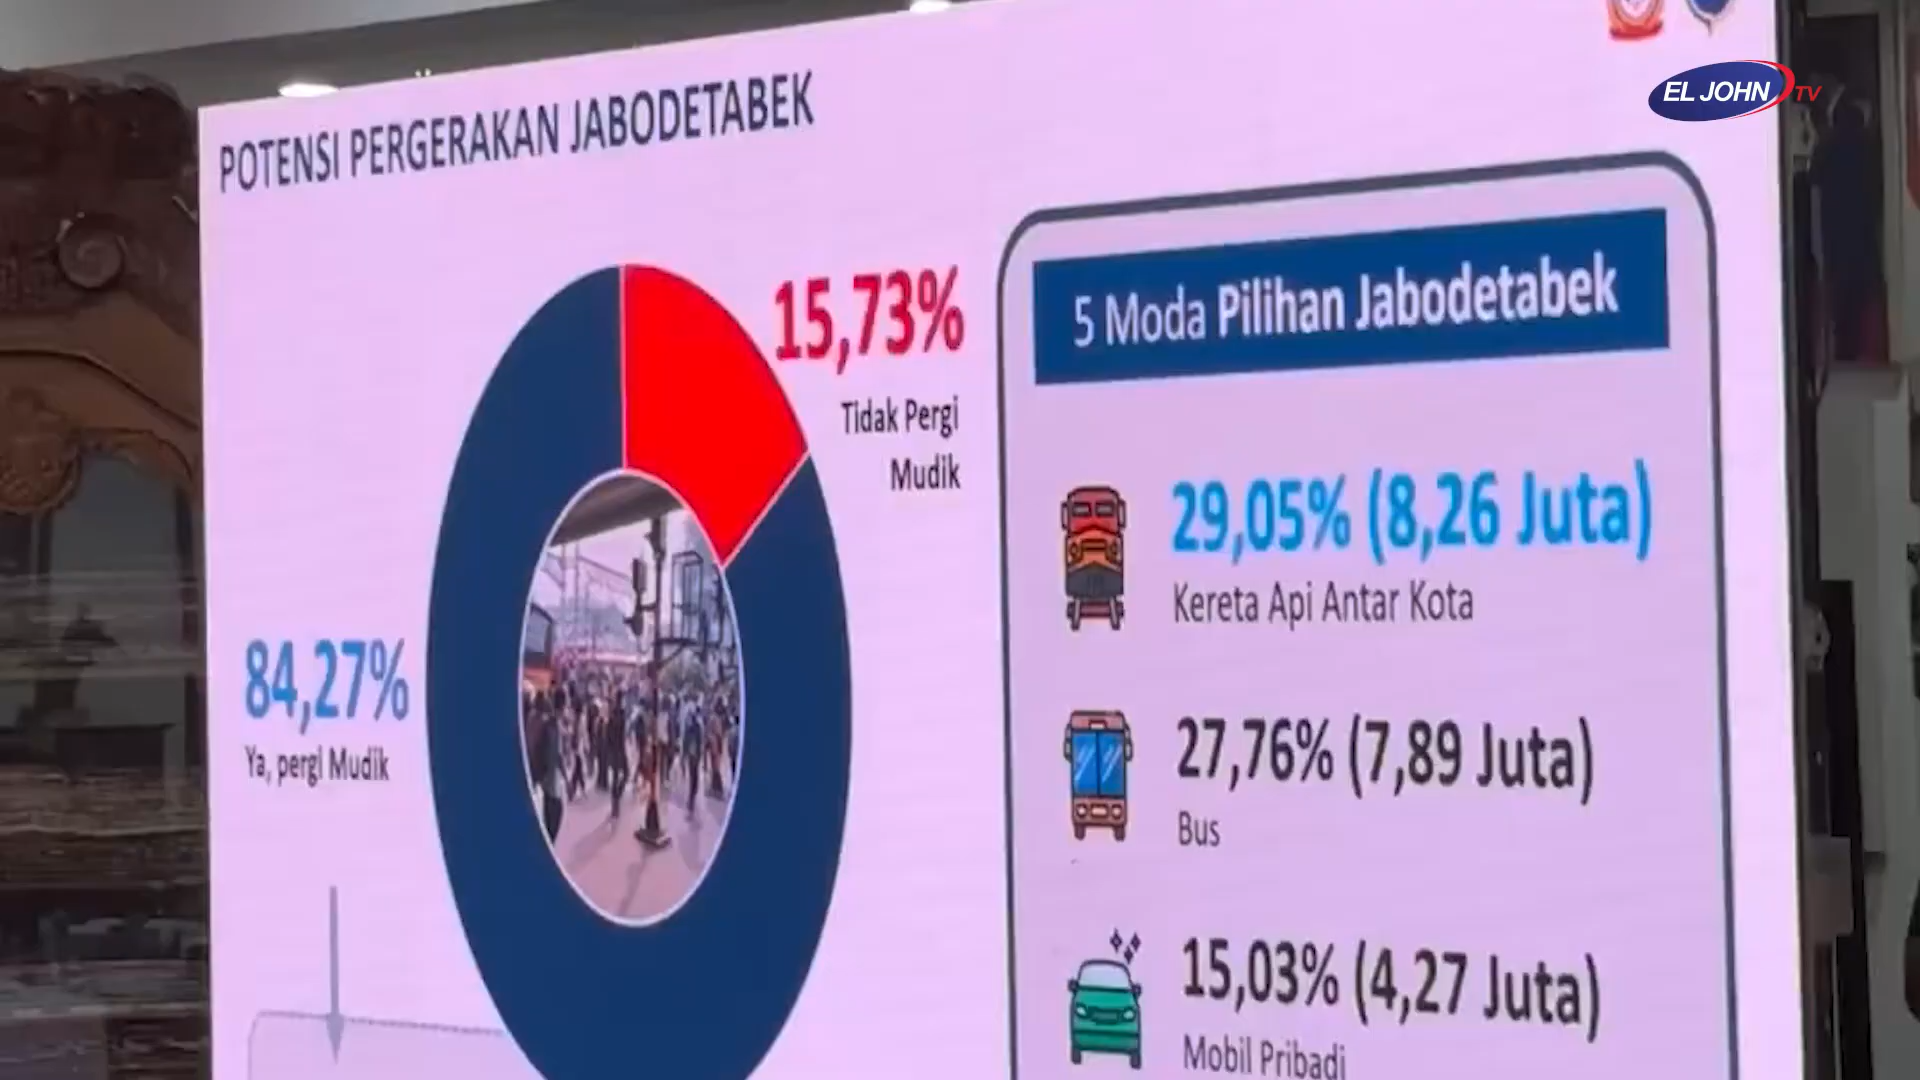 EL JOHN TV
POTENSI PERGERAKAN JABODETABEK
15,73%
Tidak Pergi
Mudik
84,27%
Ya, pergi Mudik
5 Moda Pilihan Jabodetabek
29,05% (8,26 Juta)
Kereta Api Antar Kota
27,76% (7,89 Juta)
Bus
15,03% (4,27 Juta)
Mobil Pribadi